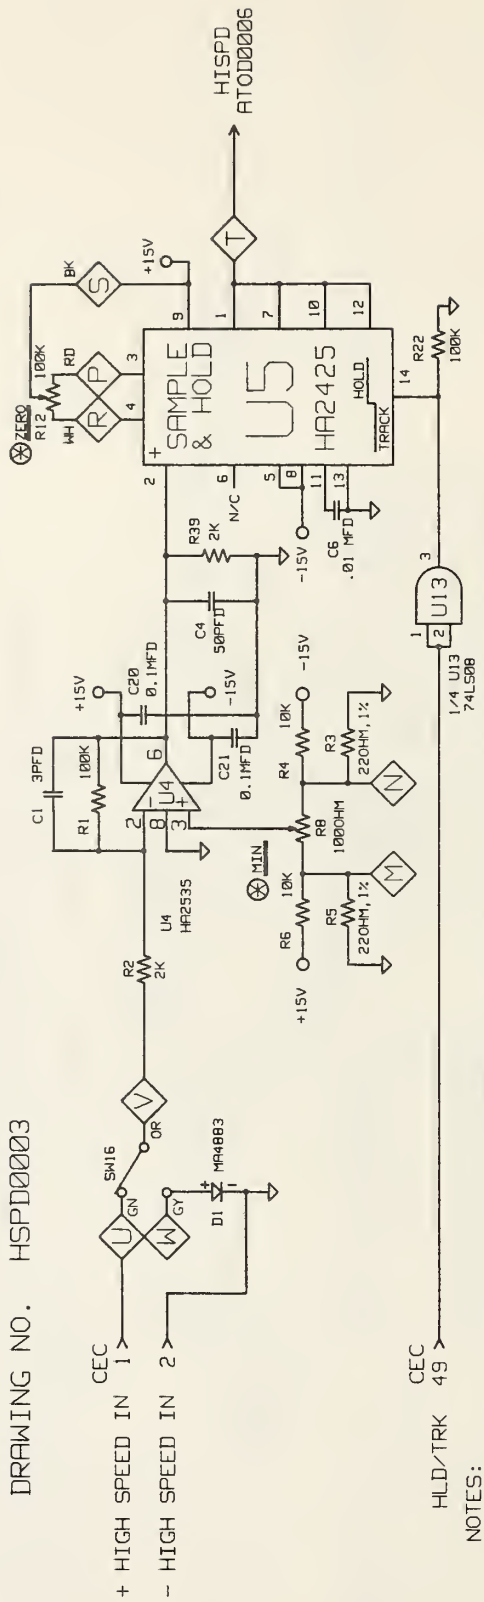 DRAWING NO. HSPD0003
+ HIGH SPEED IN 1
CEC
- HIGH SPEED IN 2
U
GN
W
GY
SW16
OR
V
D1
MA4883
+
-
R2
2K
U4
HA2535
C1
3PFD
R1
100K
2
8
3
-
+
U4
6
+15V
C20
0.1MFD
-15V
C21
0.1MFD
C4
50PFD
R39
2K
MIN
+15V
R6
10K
R5
220HM,1%
M
R8
1000HM
R4
10K
-15V
R3
220HM,1%
N
ZERO
R12
100K
WH
RD
BK
R
P
S
+15V
4
3
9
2
+
SAMPLE
& HOLD
U5
HA2425
HOLD
TRACK
6
N/C
5
8
-15V
11
13
C6
.01 MFD
1
7
10
12
14
T
HISPD
ATOD0006
R22
100K
HLD/TRK 49
CEC
1
2
U13
3
1/4 U13
74LS08
NOTES: